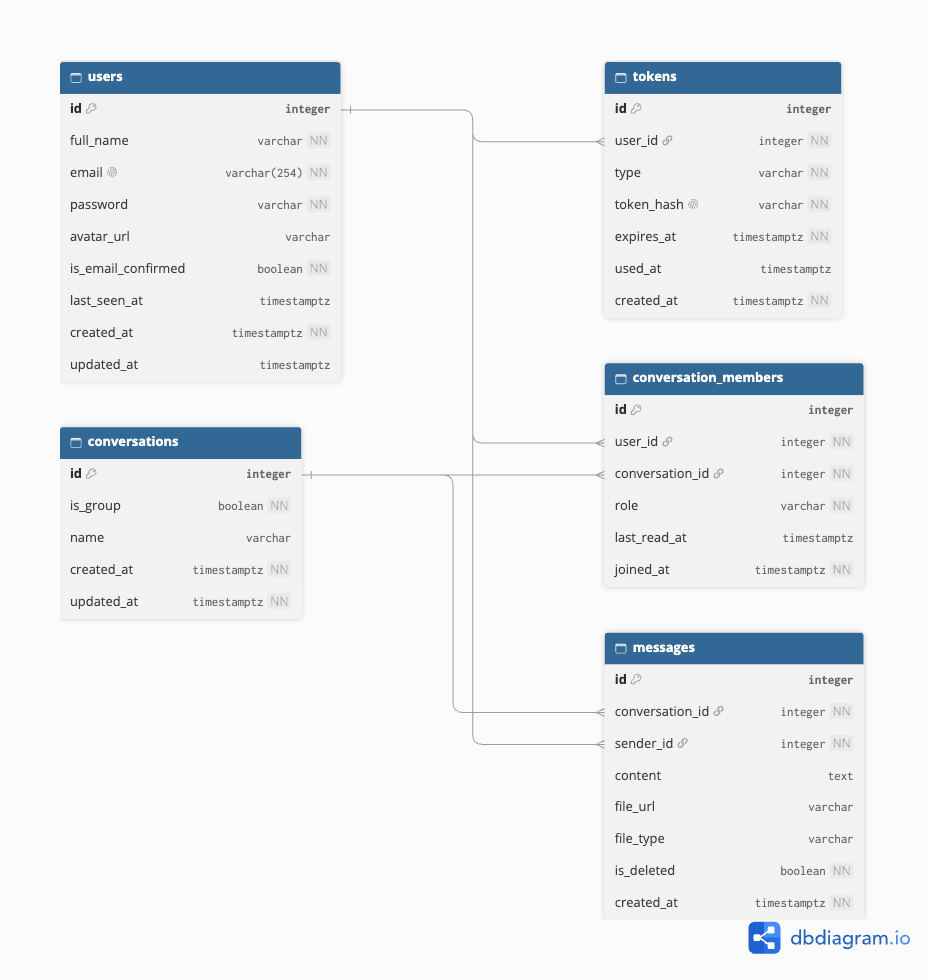 users
id integer
full_name varchar NN
email varchar(254) NN
password varchar NN
avatar_url varchar
is_email_confirmed boolean NN
last_seen_at timestamptz
created_at timestamptz NN
updated_at timestamptz
conversations
id integer
is_group boolean NN
name varchar
created_at timestamptz NN
updated_at timestamptz NN
tokens
id integer
user_id integer NN
type varchar NN
token_hash varchar NN
expires_at timestamptz NN
used_at timestamptz
created_at timestamptz NN
conversation_members
id integer
user_id integer NN
conversation_id integer NN
role varchar NN
last_read_at timestamptz
joined_at timestamptz NN
messages
id integer
conversation_id integer NN
sender_id integer NN
content text
file_url varchar
file_type varchar
is_deleted boolean NN
created_at timestamptz NN
dbdiagram.io